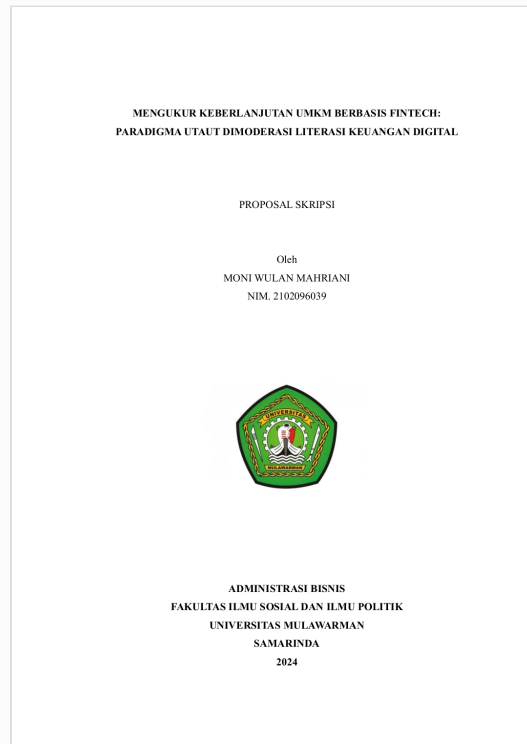 MENGUKUR KEBERLANJUTAN UMKM BERBASIS FINTECH:
PARADIGMA UTAUT DIMODERASI LITERASI KEUANGAN DIGITAL
PROPOSAL SKRIPSI
Oleh
MONI WULAN MAHRIANI
NIM. 2102096039
UNIVERSITAS
MULAWARMAN
ADMINISTRASI BISNIS
FAKULTAS ILMU SOSIAL DAN ILMU POLITIK
UNIVERSITAS MULAWARMAN
SAMARINDA
2024